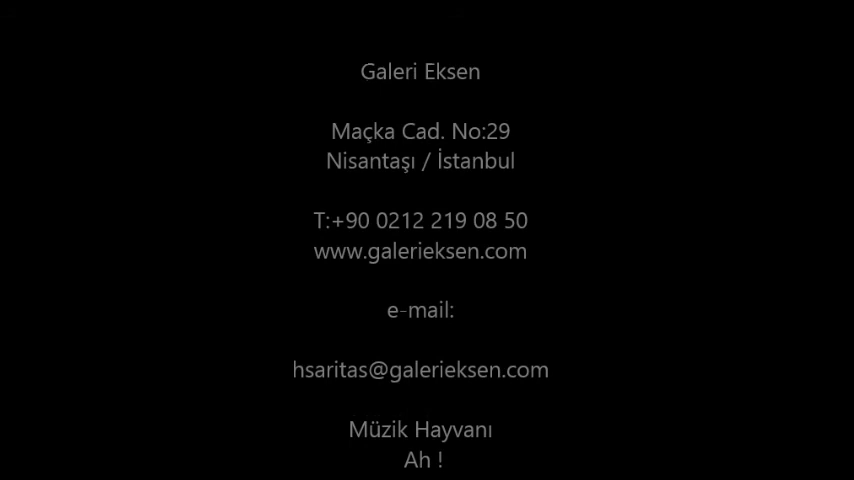 Galeri Eksen
Maçka Cad. No:29
Nisantaşı / İstanbul
T:+90 0212 219 08 50
www.galerieksen.com
e-mail:
hsaritas@galerieksen.com
Müzik Hayvanı
Ah !